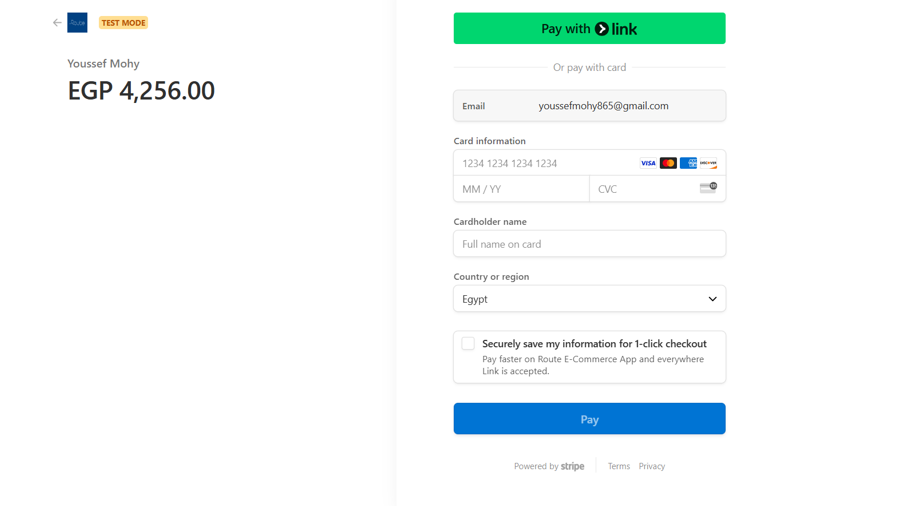 Route
TEST MODE
Youssef Mohy
EGP 4,256.00
Pay with link
Or pay with card
Email youssefmohy865@gmail.com
Card information
1234 1234 1234 1234 VISA DISCOVER
MM / YY CVC
Cardholder name
Full name on card
Country or region
Egypt
Securely save my information for 1-click checkout
Pay faster on Route E-Commerce App and everywhere
Link is accepted.
Pay
Powered by stripe Terms Privacy